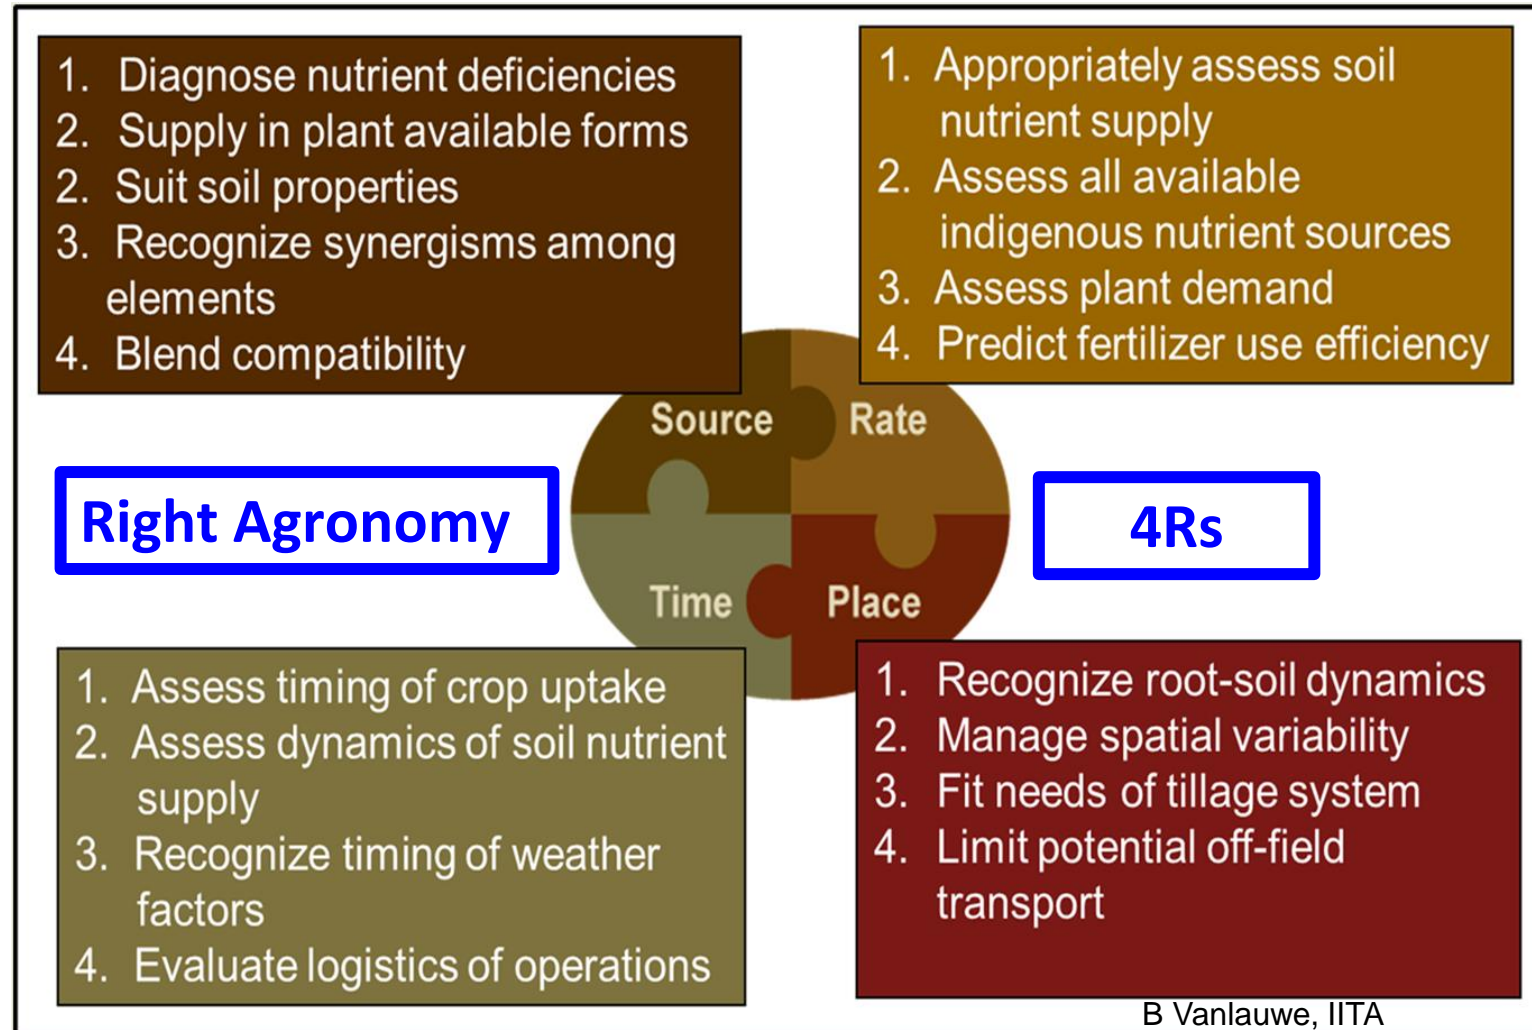 1. Diagnose nutrient deficiencies
2. Supply in plant available forms
2. Suit soil properties
3. Recognize synergisms among
elements
4. Blend compatibility
1. Appropriately assess soil
nutrient supply
2. Assess all available
indigenous nutrient sources
3. Assess plant demand
4. Predict fertilizer use efficiency
Source
Rate
Right Agronomy
4Rs
Time
Place
1. Assess timing of crop uptake
2. Assess dynamics of soil nutrient
supply
3. Recognize timing of weather
factors
4. Evaluate logistics of operations
1. Recognize root-soil dynamics
2. Manage spatial variability
3. Fit needs of tillage system
4. Limit potential off-field
transport
B Vanlauwe, IITA